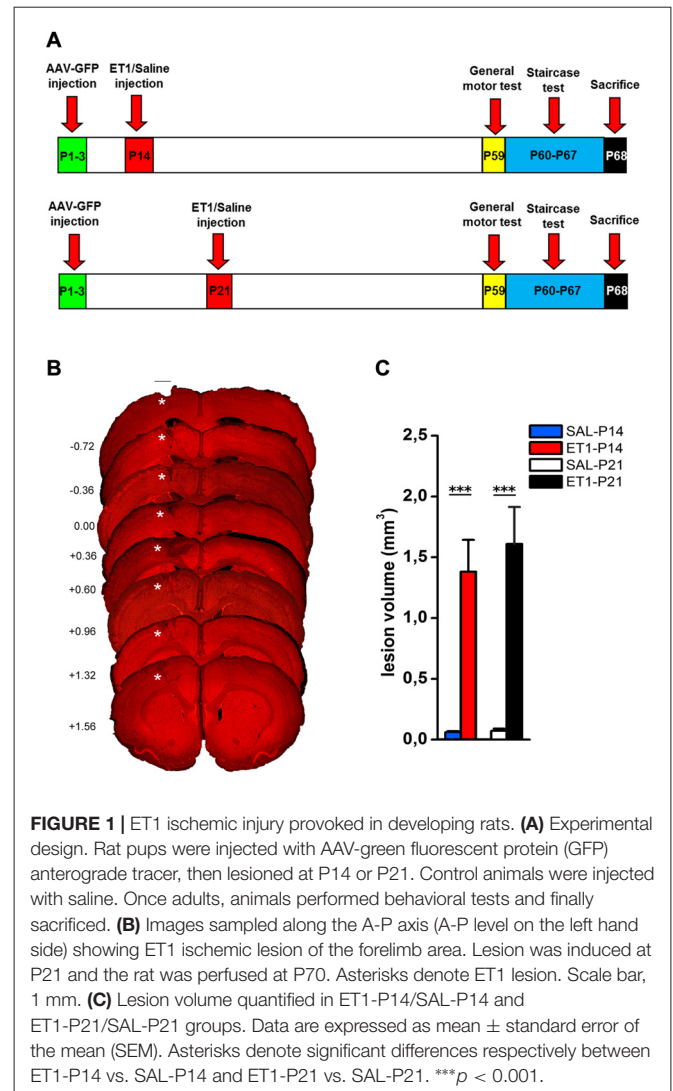 A
AAV-GFP injection
ET1/Saline injection
General motor test
Staircase test
Sacrifice
P1-3
P14
P59
P60-P67
P68
AAV-GFP injection
ET1/Saline injection
General motor test
Staircase test
Sacrifice
P1-3
P21
P59
P60-P67
P68
B
*
-0.72
*
-0.36
*
0.00
*
+0.36
*
+0.60
*
+0.96
*
+1.32
*
+1.56
C
SAL-P14
ET1-P14
SAL-P21
ET1-P21
lesion volume (mm³)
2,5
2,0
1,5
1,0
0,5
0,0
*** ***
FIGURE 1 | ET1 ischemic injury provoked in developing rats. (A) Experimental
design. Rat pups were injected with AAV-green fluorescent protein (GFP)
anterograde tracer, then lesioned at P14 or P21. Control animals were injected
with saline. Once adults, animals performed behavioral tests and finally
sacrificed. (B) Images sampled along the A-P axis (A-P level on the left hand
side) showing ET1 ischemic lesion of the forelimb area. Lesion was induced at
P21 and the rat was perfused at P70. Asterisks denote ET1 lesion. Scale bar,
1 mm. (C) Lesion volume quantified in ET1-P14/SAL-P14 and
ET1-P21/SAL-P21 groups. Data are expressed as mean ± standard error of
the mean (SEM). Asterisks denote significant differences respectively between
ET1-P14 vs. SAL-P14 and ET1-P21 vs. SAL-P21. ***p < 0.001.